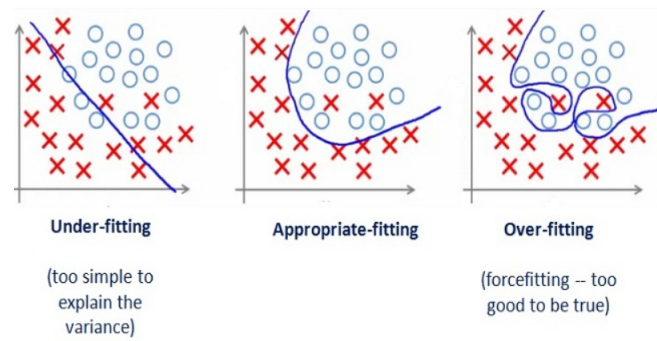 Under-fitting
Appropriate-fitting
Over-fitting
(too simple to
explain the
variance)
(forcefitting -- too
good to be true)